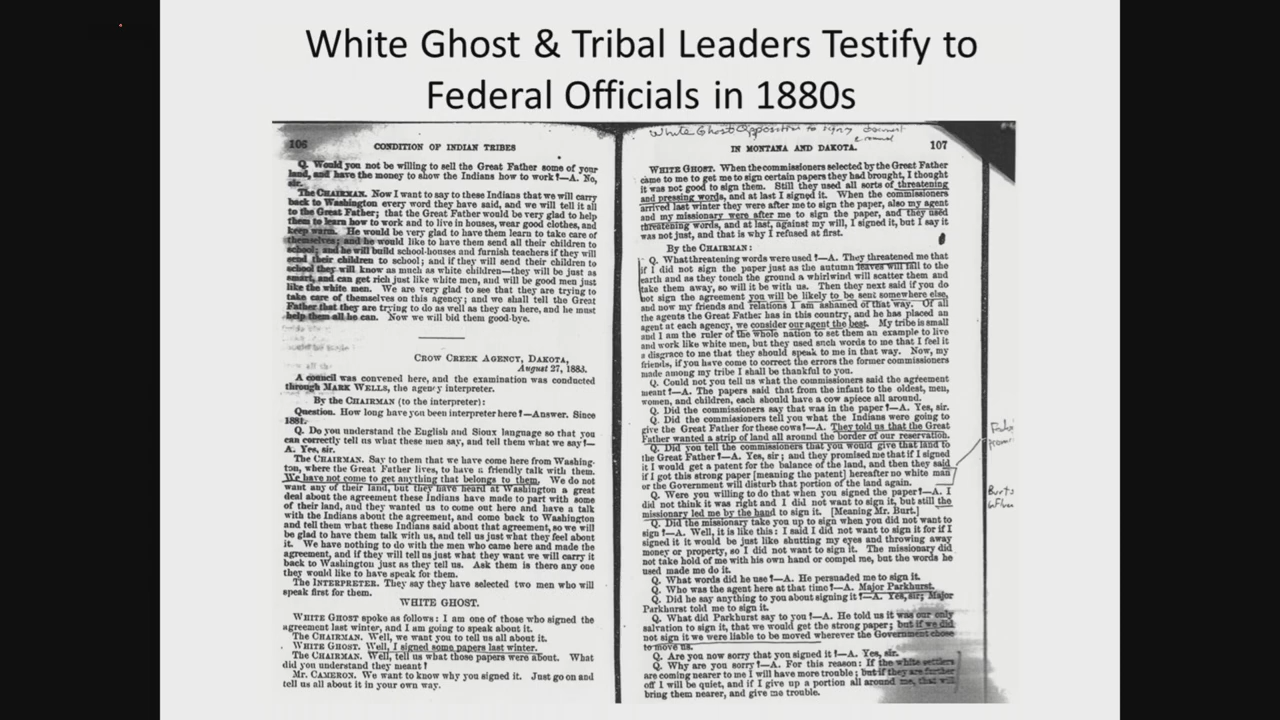 White Ghost & Tribal Leaders Testify to
Federal Officials in 1880s
106 CONDITION OF INDIAN TRIBES
Q. Would you not be willing to sell the Great Father some of your
land, and have the money to show the Indians how to work?—A. No,
sir.
The CHAIRMAN. Now I want to say to these Indians that we will carry
back to Washington every word they have said, and we will tell it all
to the Great Father; that the Great Father would be very glad to help
them to learn how to work and to live in houses, wear good clothes, and
keep warm. He would be very glad to have them learn to take care of
themselves; and he would like to have them send all their children to
school; and he will build school-houses and furnish teachers if they will
send their children to school; and if they will send their children to
school they will know as much as white children—they will be just as
smart, and can get rich just like white men, and will be good men just
like the white men. We are very glad to see that they are trying to
take care of themselves on this agency; and we shall tell the Great
Father that they are trying to do as well as they can here, and he must
help them all he can. Now we will bid them good-bye.
CROW CREEK AGENCY, DAKOTA,
August 27, 1883.
A council was convened here, and the examination was conducted
through MARK WELLS, the agency interpreter.
By the CHAIRMAN (to the interpreter):
Question. How long have you been interpreter here?—Answer. Since
1881.
Q. Do you understand the English and Sioux language so that you
can correctly tell us what these men say, and tell them what we say?—
A. Yes, sir.
The CHAIRMAN. Say to them that we have come here from Washing-
ton, where the Great Father lives, to have a friendly talk with them.
We have not come to get anything that belongs to them. We do not
want any of their land, but they have heard at Washington a great
deal about the agreement these Indians have made to part with some
of their land, and they wanted us to come out here and have a talk
with the Indians about the agreement, and come back to Washington
and tell them what these Indians said about that agreement, so we will
be glad to have them talk with us, and tell us just what they feel about
it. We have nothing to do with the men who came here and made the
agreement, and if they will tell us just what they want we will carry it
back to Washington just as they tell us. Ask them is there any one
they would like to have speak for them.
The INTERPRETER. They say they have selected two men who will
speak first for them.
WHITE GHOST.
WHITE GHOST spoke as follows: I am one of those who signed the
agreement last winter, and I am going to speak about it.
The CHAIRMAN. Well, we want you to tell us all about it.
WHITE GHOST. Well, I signed some papers last winter.
The CHAIRMAN. Well, tell us what those papers were about. What
did you understand they meant?
Mr. CAMERON. We want to know why you signed it. Just go on and
tell us all about it in your own way.
White Ghost Opposition to signing document
IN MONTANA AND DAKOTA. 107
WHITE GHOST. When the commissioners selected by the Great Father
came to me to get me to sign certain papers they had brought, I thought
it was not good to sign them. Still they used all sorts of threatening
and pressing words, and at last I signed it. When the commissioners
arrived last winter they were after me to sign the paper, also my agent
and my missionary were after me to sign the paper, and they used
threatening words, and at last, against my will, I signed it, but I say it
was not just, and that is why I refused at first.
By the CHAIRMAN:
Q. What threatening words were used?—A. They threatened me that
if I did not sign the paper just as the autumn leaves will fall to the
earth and as they touch the ground a whirlwind will scatter them and
take them away, so will it be with us. Then they next said if you do
not sign the agreement you will be likely to be sent somewhere else,
and now my friends and relations I am ashamed of that way. Of all
the agents the Great Father has in this country, and he has placed an
agent at each agency, we consider our agent the best. My tribe is small
and I am the ruler of the whole nation to set them an example to live
and work like white men, but they used such words to me that I feel it
a disgrace to me that they should speak to me in that way. Now, my
friends, if you have come to correct the errors the former commissioners
made among my tribe I shall be thankful to you.
Q. Could not you tell us what the commissioners said the agreement
meant?—A. The papers said that from the infant to the oldest, men,
women, and children, each should have a cow apiece all around.
Q. Did the commissioners say that was in the paper?—A. Yes, sir.
Q. Did the commissioners tell you what the Indians were going to
give the Great Father for these cows?—A. They told us that the Great
Father wanted a strip of land all around the border of our reservation.
Q. Did you tell the commissioners that you would give that land to
the Great Father?—A. Yes, sir; and they promised me that if I signed
it I would get a patent for the balance of the land, and then they said
if I got this strong paper [meaning the patent] hereafter no white man
or the Government will disturb that portion of the land again.
Q. Were you willing to do that when you signed the paper?—A. I
did not think it was right and I did not want to sign it, but still the
missionary led me by the hand to sign it. [Meaning Mr. Burt.]
Q. Did the missionary take you up to sign when you did not want to
sign?—A. Well, it is like this: I said I did not want to sign it for if I
signed it it would be just like shutting my eyes and throwing away
money or property, so I did not want to sign it. The missionary did
not take hold of me with his own hand or compel me, but the words he
used made me do it.
Q. What words did he use?—A. He persuaded me to sign it.
Q. Who was the agent here at that time?—A. Major Parkhurst.
Q. Did he say anything to you about signing it?—A. Yes, sir; Major
Parkhurst told me to sign it.
Q. What did Parkhurst say to you?—A. He told us it was our only
salvation to sign it, that we would get the strong paper; but if we did
not sign it we were liable to be moved wherever the Government chose
to move us.
Q. Are you now sorry that you signed it?—A. Yes, sir.
Q. Why are you sorry?—A. For this reason: If the white settlers
are coming nearer to me I will have more trouble; but if they are further
off I will be quiet, and if I give up a portion all around me, that will
bring them nearer, and give me trouble.